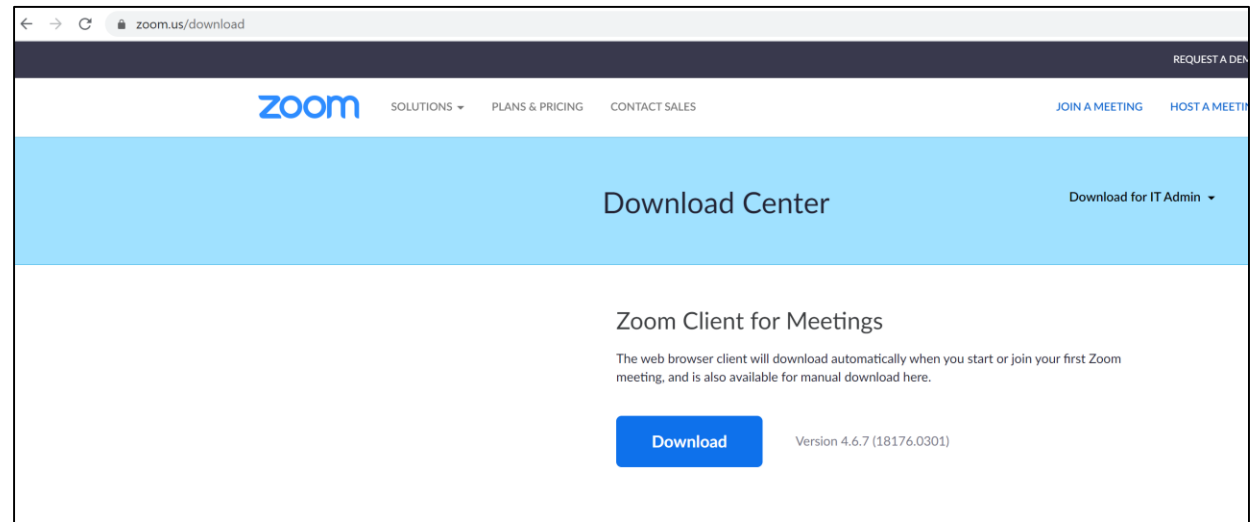 zoom.us/download
REQUEST A DEM
zoom SOLUTIONS PLANS & PRICING CONTACT SALES JOIN A MEETING HOST A MEETIN
Download Center Download for IT Admin
Zoom Client for Meetings
The web browser client will download automatically when you start or join your first Zoom
meeting, and is also available for manual download here.
Download Version 4.6.7 (18176.0301)